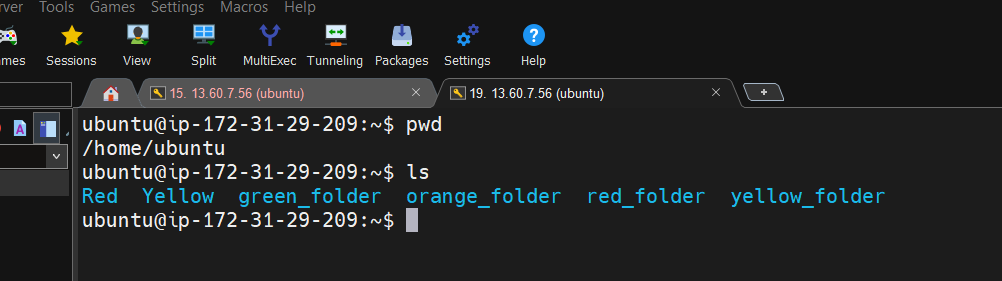 Tools Games Settings Macros Help
Sessions View Split MultiExec Tunneling Packages Settings Help
15. 13.60.7.56 (ubuntu) 19. 13.60.7.56 (ubuntu)
ubuntu@ip-172-31-29-209:~$ pwd
/home/ubuntu
ubuntu@ip-172-31-29-209:~$ ls
Red Yellow green_folder orange_folder red_folder yellow_folder
ubuntu@ip-172-31-29-209:~$